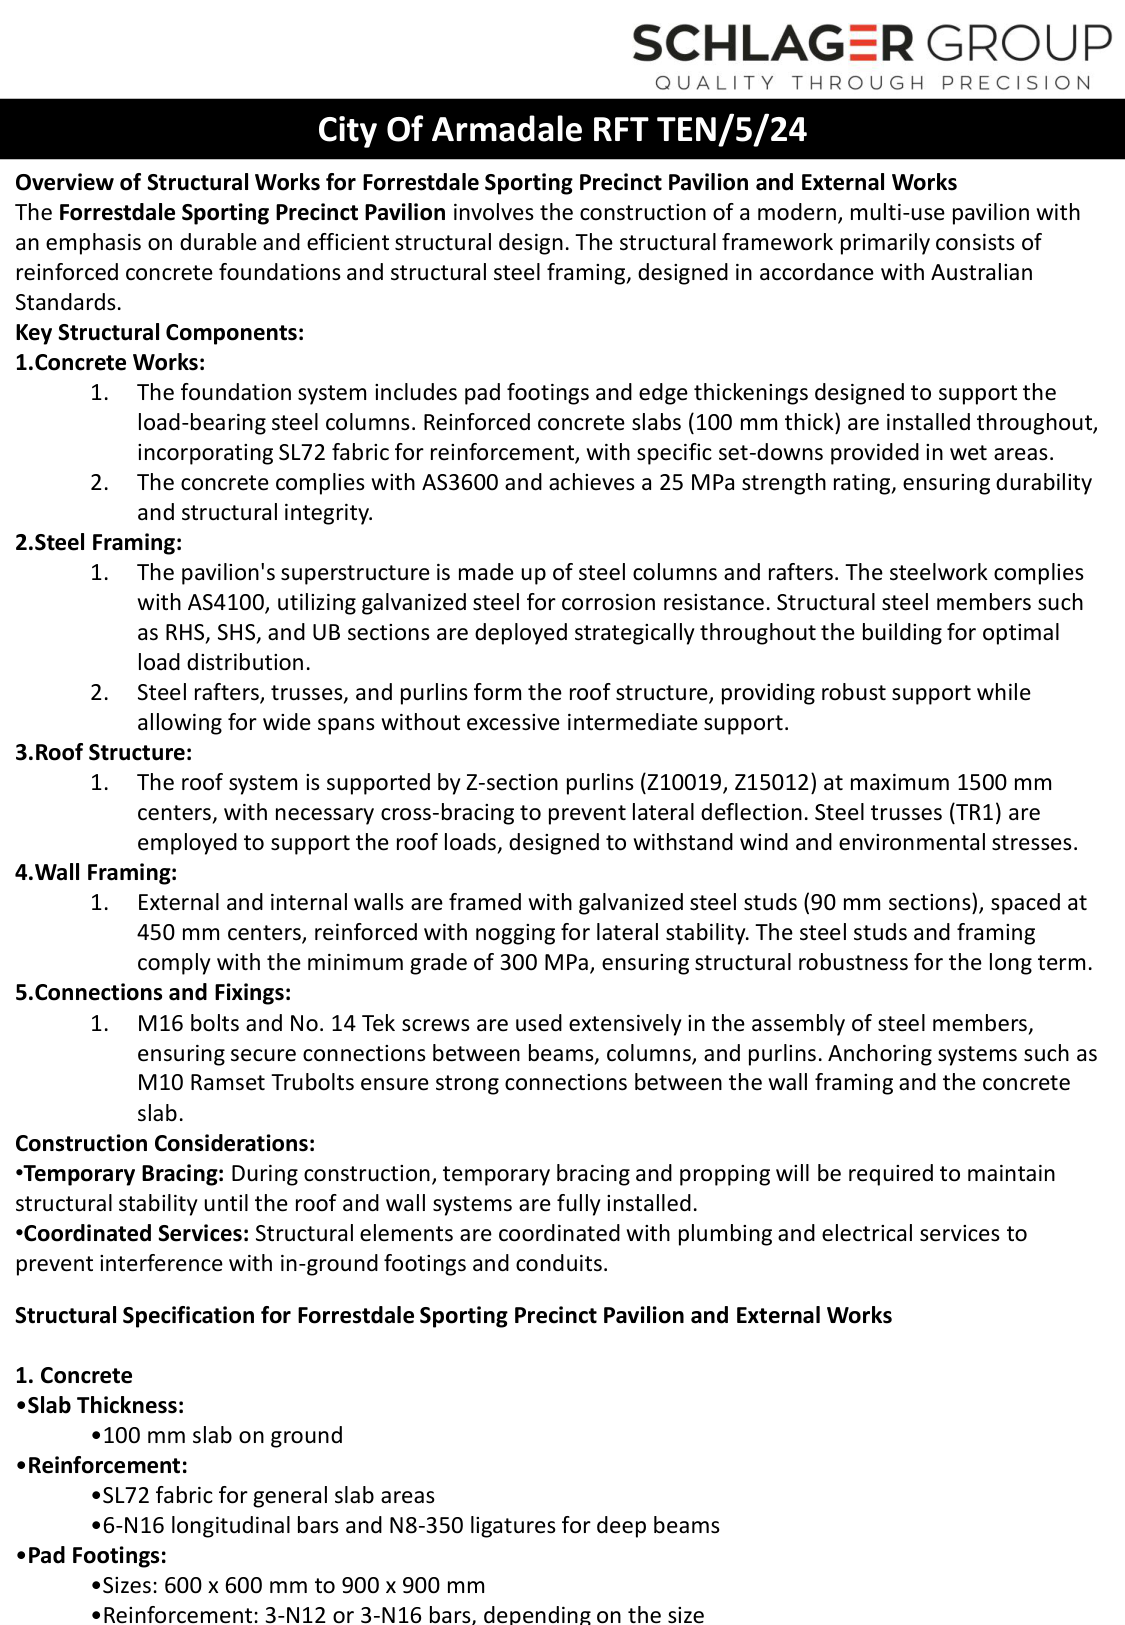 SCHLAGER GROUP
QUALITY THROUGH PRECISION
City Of Armadale RFT TEN/5/24
Overview of Structural Works for Forrestdale Sporting Precinct Pavilion and External Works
The Forrestdale Sporting Precinct Pavilion involves the construction of a modern, multi-use pavilion with
an emphasis on durable and efficient structural design. The structural framework primarily consists of
reinforced concrete foundations and structural steel framing, designed in accordance with Australian
Standards.
Key Structural Components:
1.Concrete Works:
1. The foundation system includes pad footings and edge thickenings designed to support the
load-bearing steel columns. Reinforced concrete slabs (100 mm thick) are installed throughout,
incorporating SL72 fabric for reinforcement, with specific set-downs provided in wet areas.
2. The concrete complies with AS3600 and achieves a 25 MPa strength rating, ensuring durability
and structural integrity.
2.Steel Framing:
1. The pavilion's superstructure is made up of steel columns and rafters. The steelwork complies
with AS4100, utilizing galvanized steel for corrosion resistance. Structural steel members such
as RHS, SHS, and UB sections are deployed strategically throughout the building for optimal
load distribution.
2. Steel rafters, trusses, and purlins form the roof structure, providing robust support while
allowing for wide spans without excessive intermediate support.
3.Roof Structure:
1. The roof system is supported by Z-section purlins (Z10019, Z15012) at maximum 1500 mm
centers, with necessary cross-bracing to prevent lateral deflection. Steel trusses (TR1) are
employed to support the roof loads, designed to withstand wind and environmental stresses.
4.Wall Framing:
1. External and internal walls are framed with galvanized steel studs (90 mm sections), spaced at
450 mm centers, reinforced with nogging for lateral stability. The steel studs and framing
comply with the minimum grade of 300 MPa, ensuring structural robustness for the long term.
5.Connections and Fixings:
1. M16 bolts and No. 14 Tek screws are used extensively in the assembly of steel members,
ensuring secure connections between beams, columns, and purlins. Anchoring systems such as
M10 Ramset Trubolts ensure strong connections between the wall framing and the concrete
slab.
Construction Considerations:
•Temporary Bracing: During construction, temporary bracing and propping will be required to maintain
structural stability until the roof and wall systems are fully installed.
•Coordinated Services: Structural elements are coordinated with plumbing and electrical services to
prevent interference with in-ground footings and conduits.
Structural Specification for Forrestdale Sporting Precinct Pavilion and External Works
1. Concrete
•Slab Thickness:
•100 mm slab on ground
•Reinforcement:
•SL72 fabric for general slab areas
•6-N16 longitudinal bars and N8-350 ligatures for deep beams
•Pad Footings:
•Sizes: 600 x 600 mm to 900 x 900 mm
•Reinforcement: 3-N12 or 3-N16 bars, depending on the size